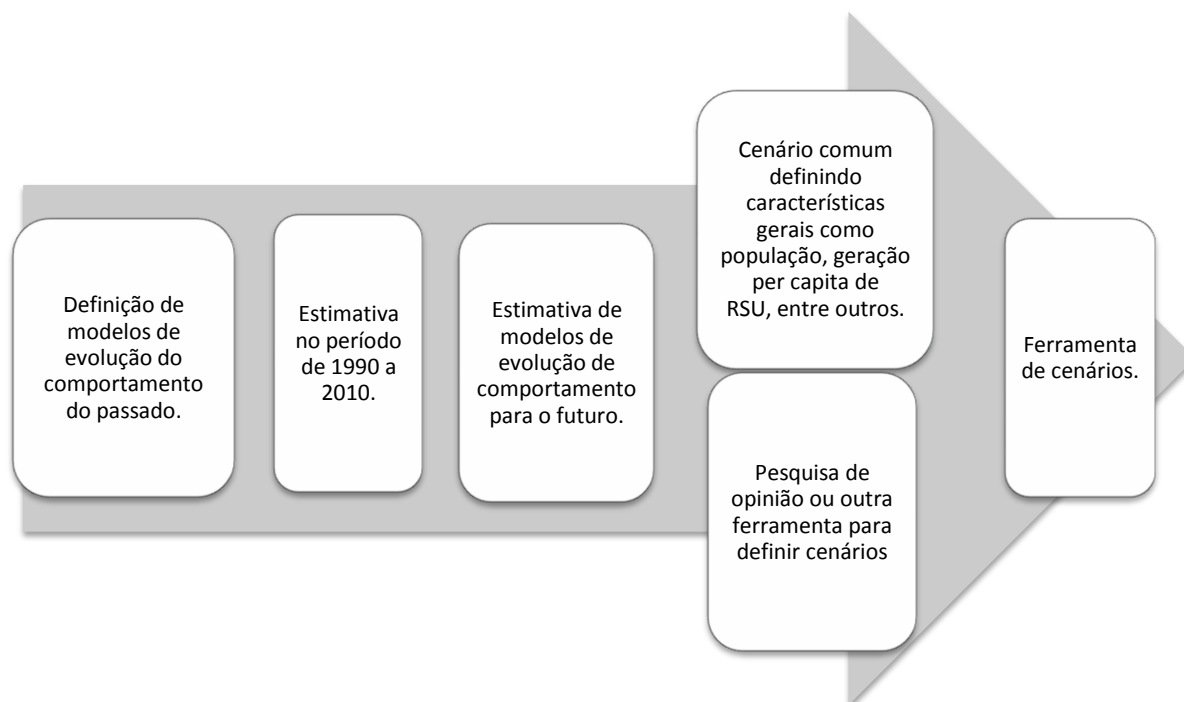 Definição de
modelos de
evolução do
comportamento
do passado.
Estimativa
no período
de 1990 a
2010.
Estimativa de
modelos de
evolução de
comportamento
para o futuro.
Cenário comum
definindo
características
gerais como
população, geração
per capita de
RSU, entre outros.
Pesquisa de
opinião ou outra
ferramenta para
definir cenários
Ferramenta
de cenários.